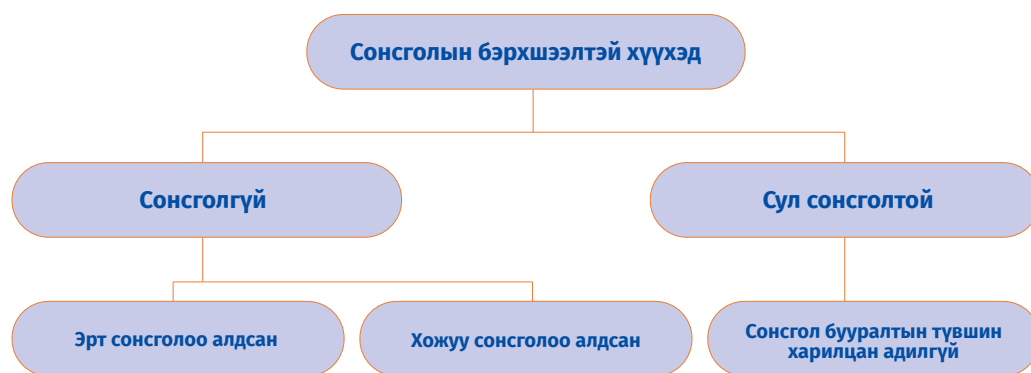 Сонсголын бэрхшээлтэй хүүхэд
Сонсголгүй
Сул сонсголтой
Эрт сонсголоо алдсан
Хожуу сонсголоо алдсан
Сонсгол бууралтын түвшин
харилцан адилгүй